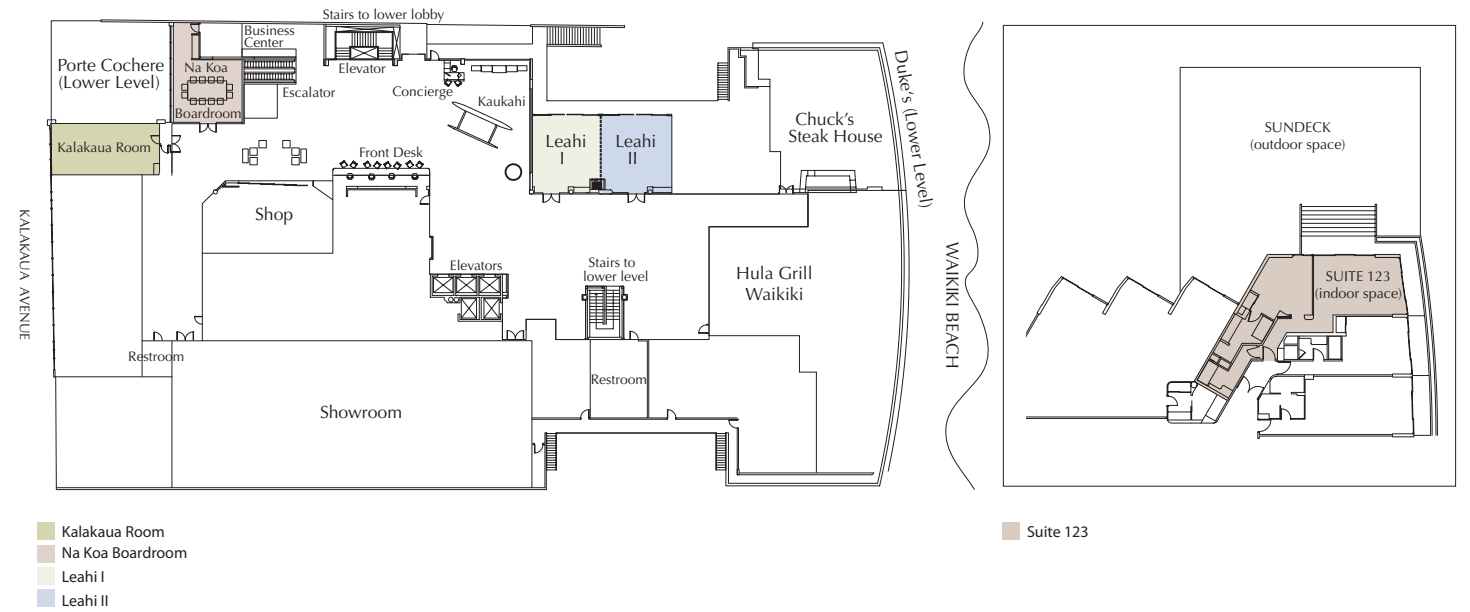 Stairs to lower lobby
Business
Center
Porte Cochere
(Lower Level)
Na Koa
Boardroom
Elevator
Escalator
Concierge
Kaukahi
Kalakaua Room
Front Desk
Leahi
I
Leahi
II
Chuck's
Steak House
Duke's (Lower Level)
Shop
KALAKAUA AVENUE
Elevators
Stairs to
lower level
Hula Grill
Waikiki
WAIKIKI BEACH
Restroom
Restroom
Showroom
SUNDECK
(outdoor space)
SUITE 123
(indoor space)
Kalakaua Room
Na Koa Boardroom
Leahi I
Leahi II
Suite 123